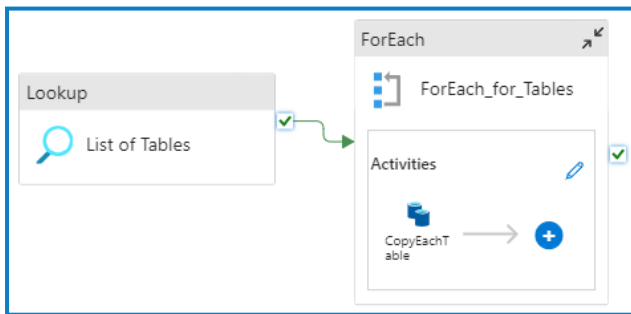 Lookup
List of Tables
ForEach
ForEach_for_Tables
Activities
CopyEachT
able